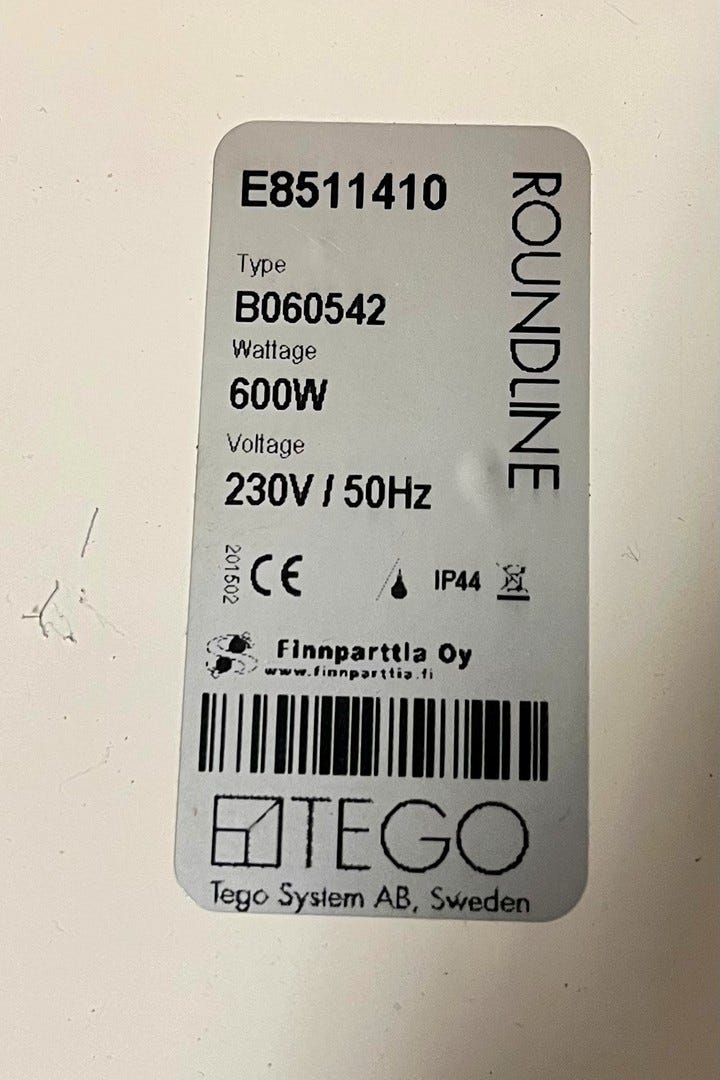 E8511410
ROUNDLINE
Type
B060542
Wattage
600W
Voltage
230V / 50Hz
201502
CE
IP44
Finnparttia Oy
www.finnparttia.fi
TEGO
Tego System AB, Sweden